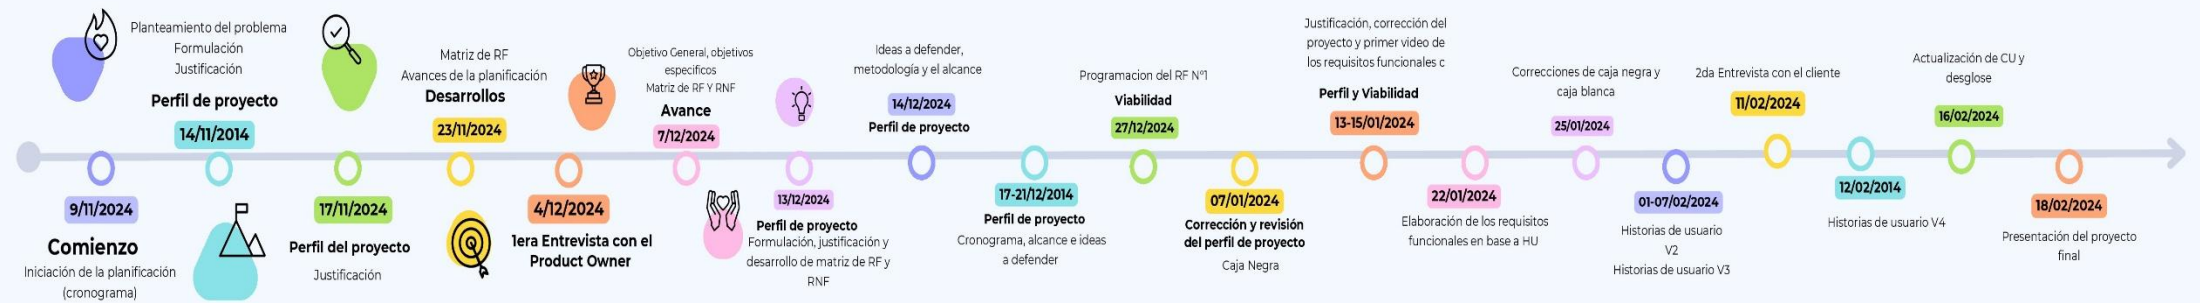 9/11/2024
Comienzo
Iniciación de la planificación
(cronograma)
Planteamiento del problema
Formulación
Justificación
Perfil de proyecto
14/11/2014
17/11/2024
Perfil del proyecto
Justificación
Matriz de RF
Avances de la planificación
Desarrollos
23/11/2024
4/12/2024
1era Entrevista con el
Product Owner
Objetivo General, objetivos
especificos
Matriz de RF Y RNF
Avance
7/12/2024
13/12/2024
Perfil de proyecto
Formulación, justificación y
desarrollo de matriz de RF y
RNF
Ideas a defender,
metodología y el alcance
14/12/2024
Perfil de proyecto
17-21/12/2014
Perfil de proyecto
Cronograma, alcance e ideas
a defender
Programacion del RF N°1
Viabilidad
27/12/2024
07/01/2024
Corrección y revisión
del perfil de proyecto
Caja Negra
Justificación, corrección del
proyecto y primer video de
los requisitos funcionales c
Perfil y Viabilidad
13-15/01/2024
22/01/2024
Elaboración de los requisitos
funcionales en base a HU
Correcciones de caja negra y
caja blanca
25/01/2024
01-07/02/2024
Historias de usuario
V2
Historias de usuario V3
2da Entrevista con el cliente
11/02/2024
12/02/2014
Historias de usuario V4
Actualización de CU y
desglose
16/02/2024
18/02/2024
Presentación del proyecto
final